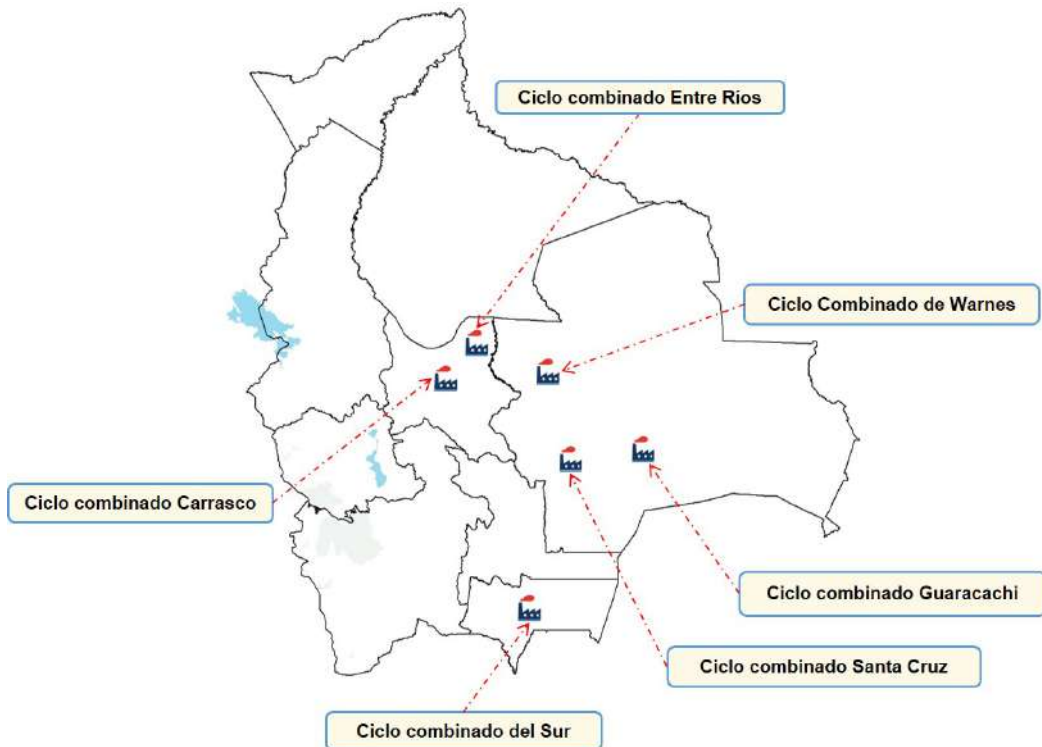 Ciclo combinado Entre Rios
Ciclo Combinado de Warnes
Ciclo combinado Carrasco
Ciclo combinado Guaracachi
Ciclo combinado Santa Cruz
Ciclo combinado del Sur